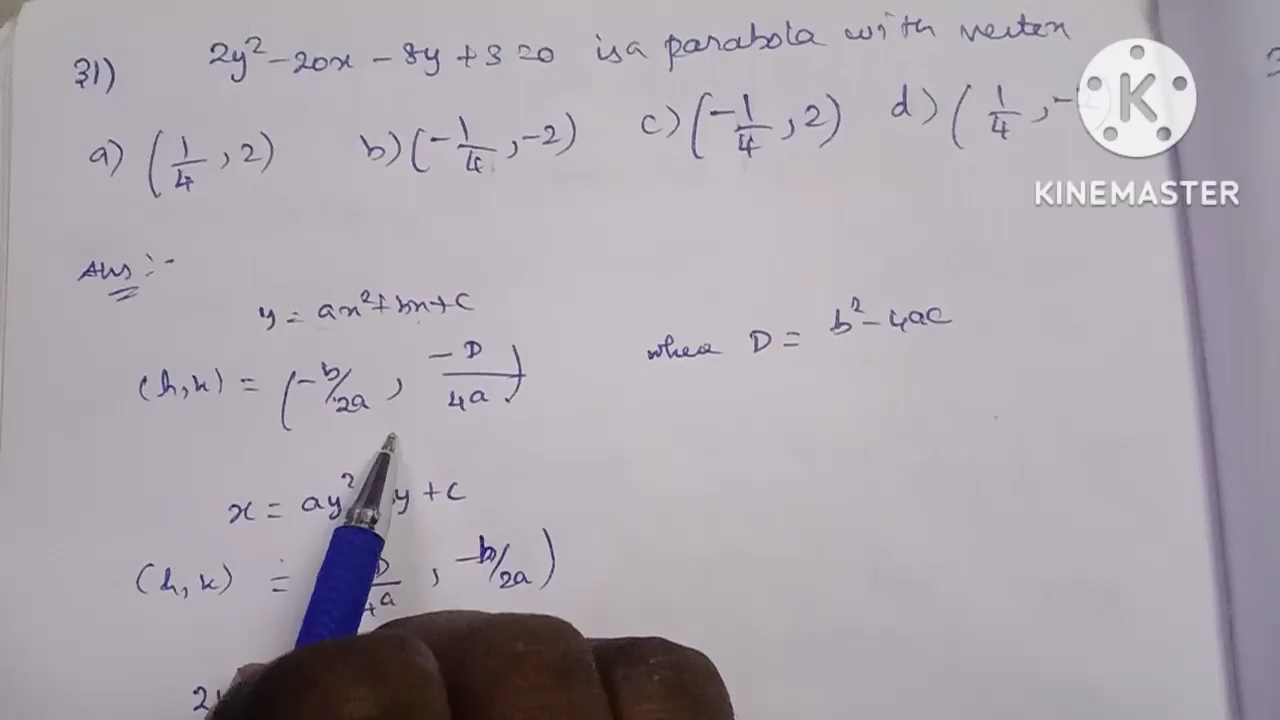 31) 2y² - 20x - 8y + 3 = 0 is a parabola with vertex
a) (1/4, 2) b) (-1/4, -2) c) (-1/4, 2) d) (1/4, -
KINEMASTER
Ans :-
y = ax² + bx + c
(h, k) = (-b/2a, -D/4a) where D = b² - 4ac
x = ay² y + c
(h, k) = , -b/2a)